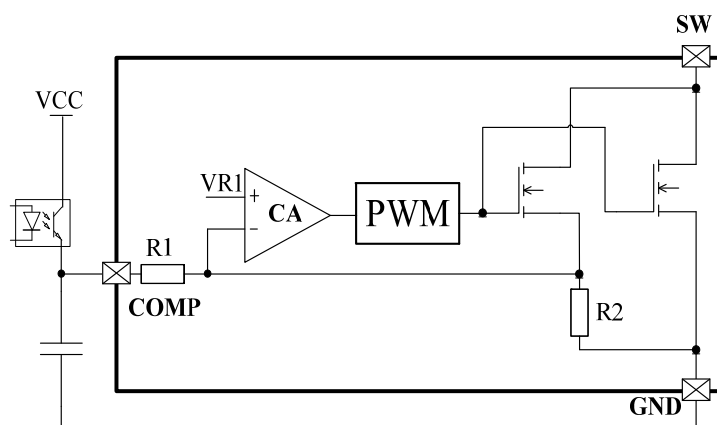 SW
VCC
VR1
+
CA
−
PWM
R1
COMP
R2
GND